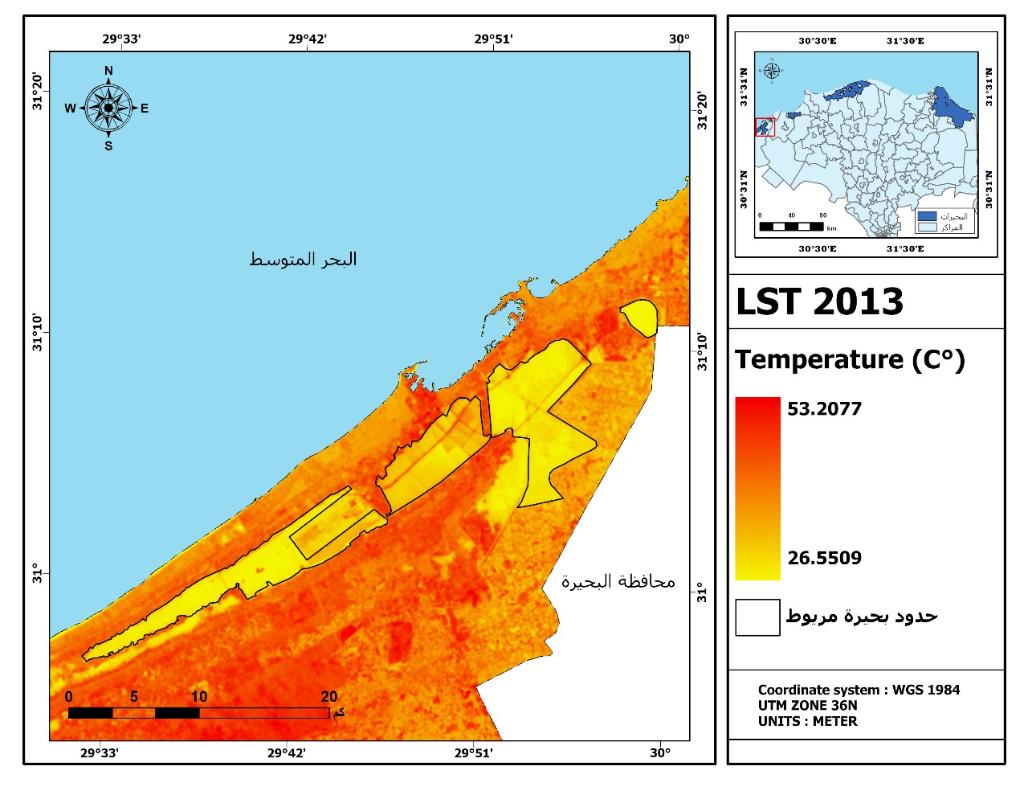 29°33' 29°42' 29°51' 30°
31°20'
31°10'
31°
31°20'
31°10'
31°
N
W E
S
البحر المتوسط
محافظة البحيرة
0 5 10 20
كم
29°33' 29°42' 29°51' 30°
30°30'E 31°30'E
31°31'N
30°31'N
31°31'N
30°31'N
0 40 80
km
البحيرات
المراكز
30°30'E 31°30'E
LST 2013
Temperature (C°)
53.2077
26.5509
حدود بحيرة مريوط
Coordinate system : WGS 1984
UTM ZONE 36N
UNITS : METER